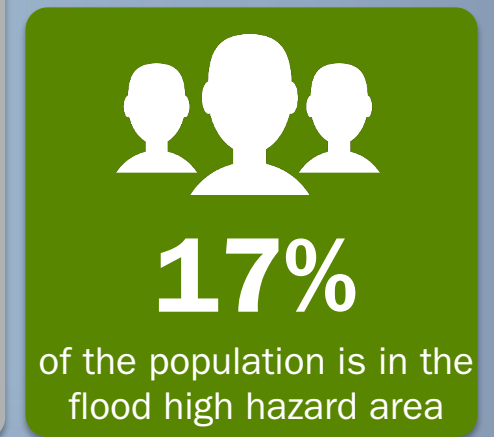 17%
of the population is in the
flood high hazard area